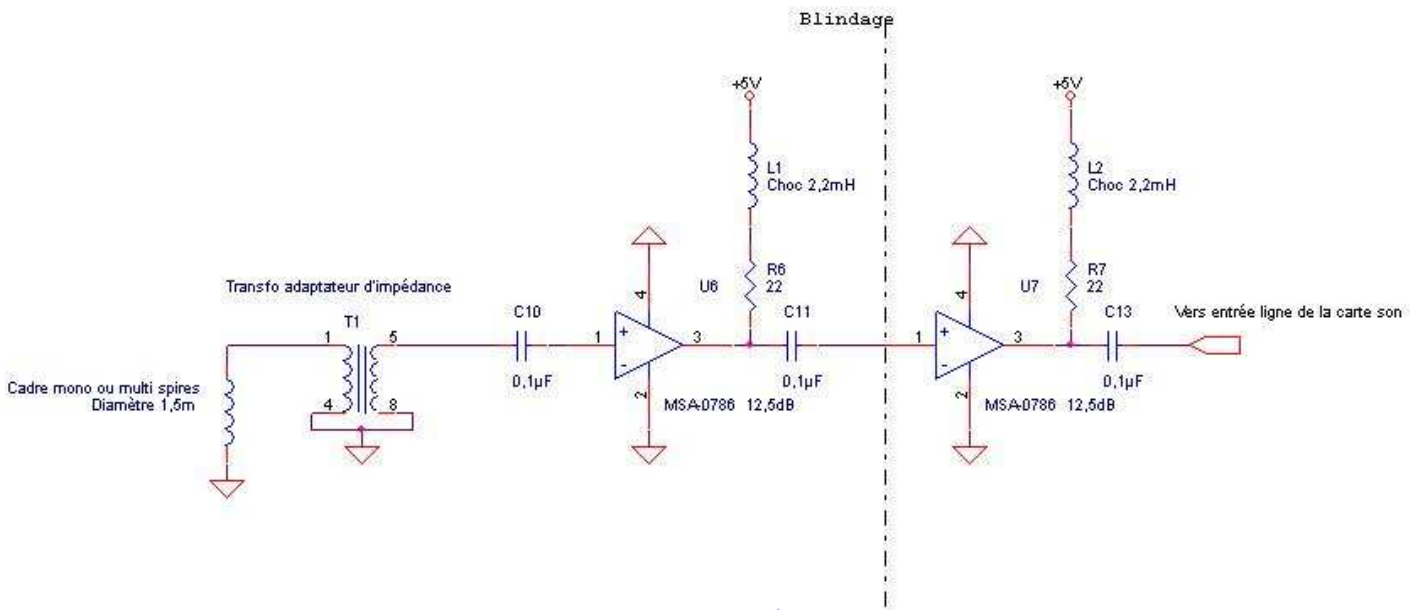 Blindage
+5V
+5V
L1
Choc 2,2mH
L2
Choc 2,2mH
R6
22
R7
22
U6
U7
Transfo adaptateur d'impédance
T1
C10
C11
C13
Vers entrée ligne de la carte son
1
5
1
4
3
1
4
3
Cadre mono ou multi spires
Diamètre 1,5m
4
8
0,1µF
2
0,1µF
2
0,1µF
MSA-0786 12,5dB
MSA-0786 12,5dB